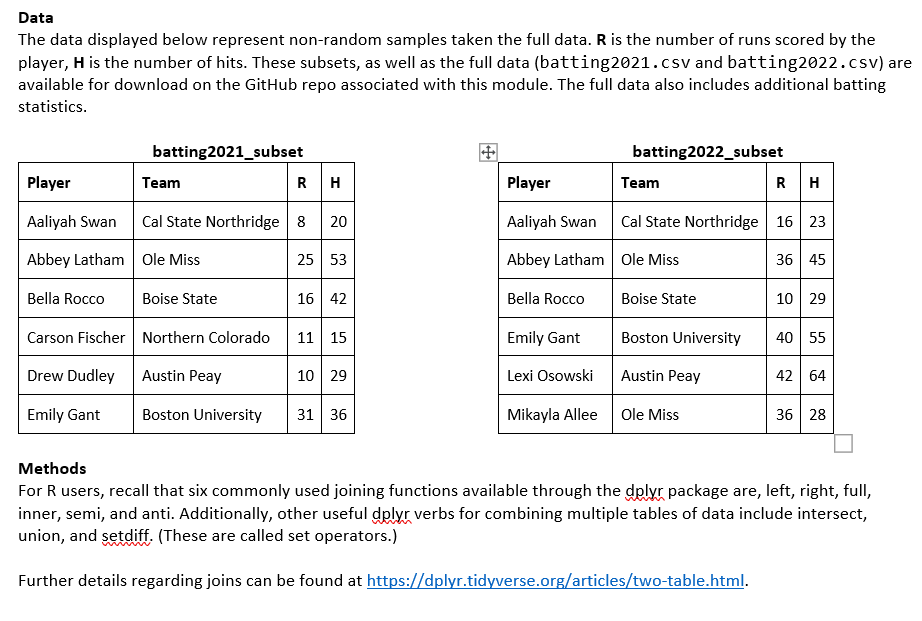 Data
The data displayed below represent non-random samples taken the full data. R is the number of runs scored by the
player, H is the number of hits. These subsets, as well as the full data (batting2021.csv and batting2022.csv) are
available for download on the GitHub repo associated with this module. The full data also includes additional batting
statistics.
batting2021_subset
Player Team R H
Aaliyah Swan Cal State Northridge 8 20
Abbey Latham Ole Miss 25 53
Bella Rocco Boise State 16 42
Carson Fischer Northern Colorado 11 15
Drew Dudley Austin Peay 10 29
Emily Gant Boston University 31 36
batting2022_subset
Player Team R H
Aaliyah Swan Cal State Northridge 16 23
Abbey Latham Ole Miss 36 45
Bella Rocco Boise State 10 29
Emily Gant Boston University 40 55
Lexi Osowski Austin Peay 42 64
Mikayla Allee Ole Miss 36 28
Methods
For R users, recall that six commonly used joining functions available through the dplyr package are, left, right, full,
inner, semi, and anti. Additionally, other useful dplyr verbs for combining multiple tables of data include intersect,
union, and setdiff. (These are called set operators.)
Further details regarding joins can be found at https://dplyr.tidyverse.org/articles/two-table.html.